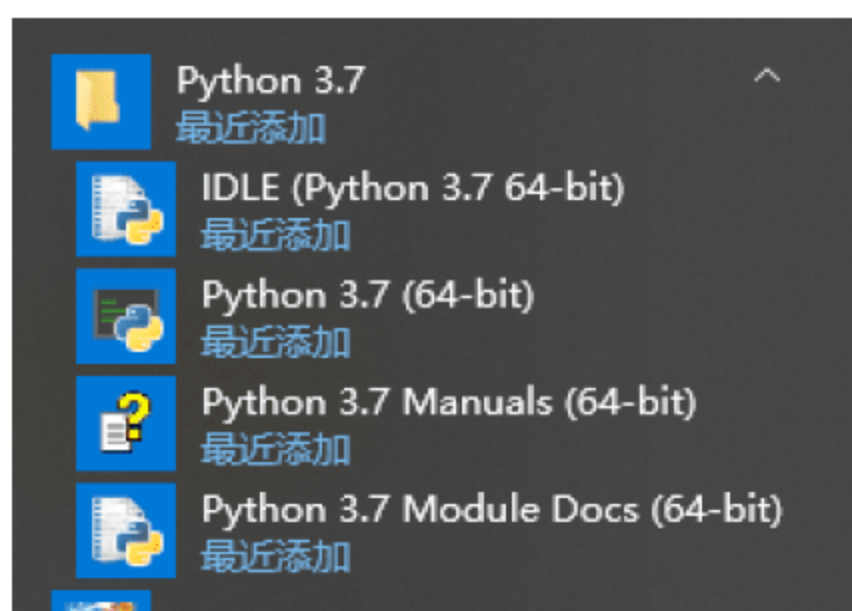 Python 3.7
最近添加
IDLE (Python 3.7 64-bit)
最近添加
Python 3.7 (64-bit)
最近添加
Python 3.7 Manuals (64-bit)
最近添加
Python 3.7 Module Docs (64-bit)
最近添加